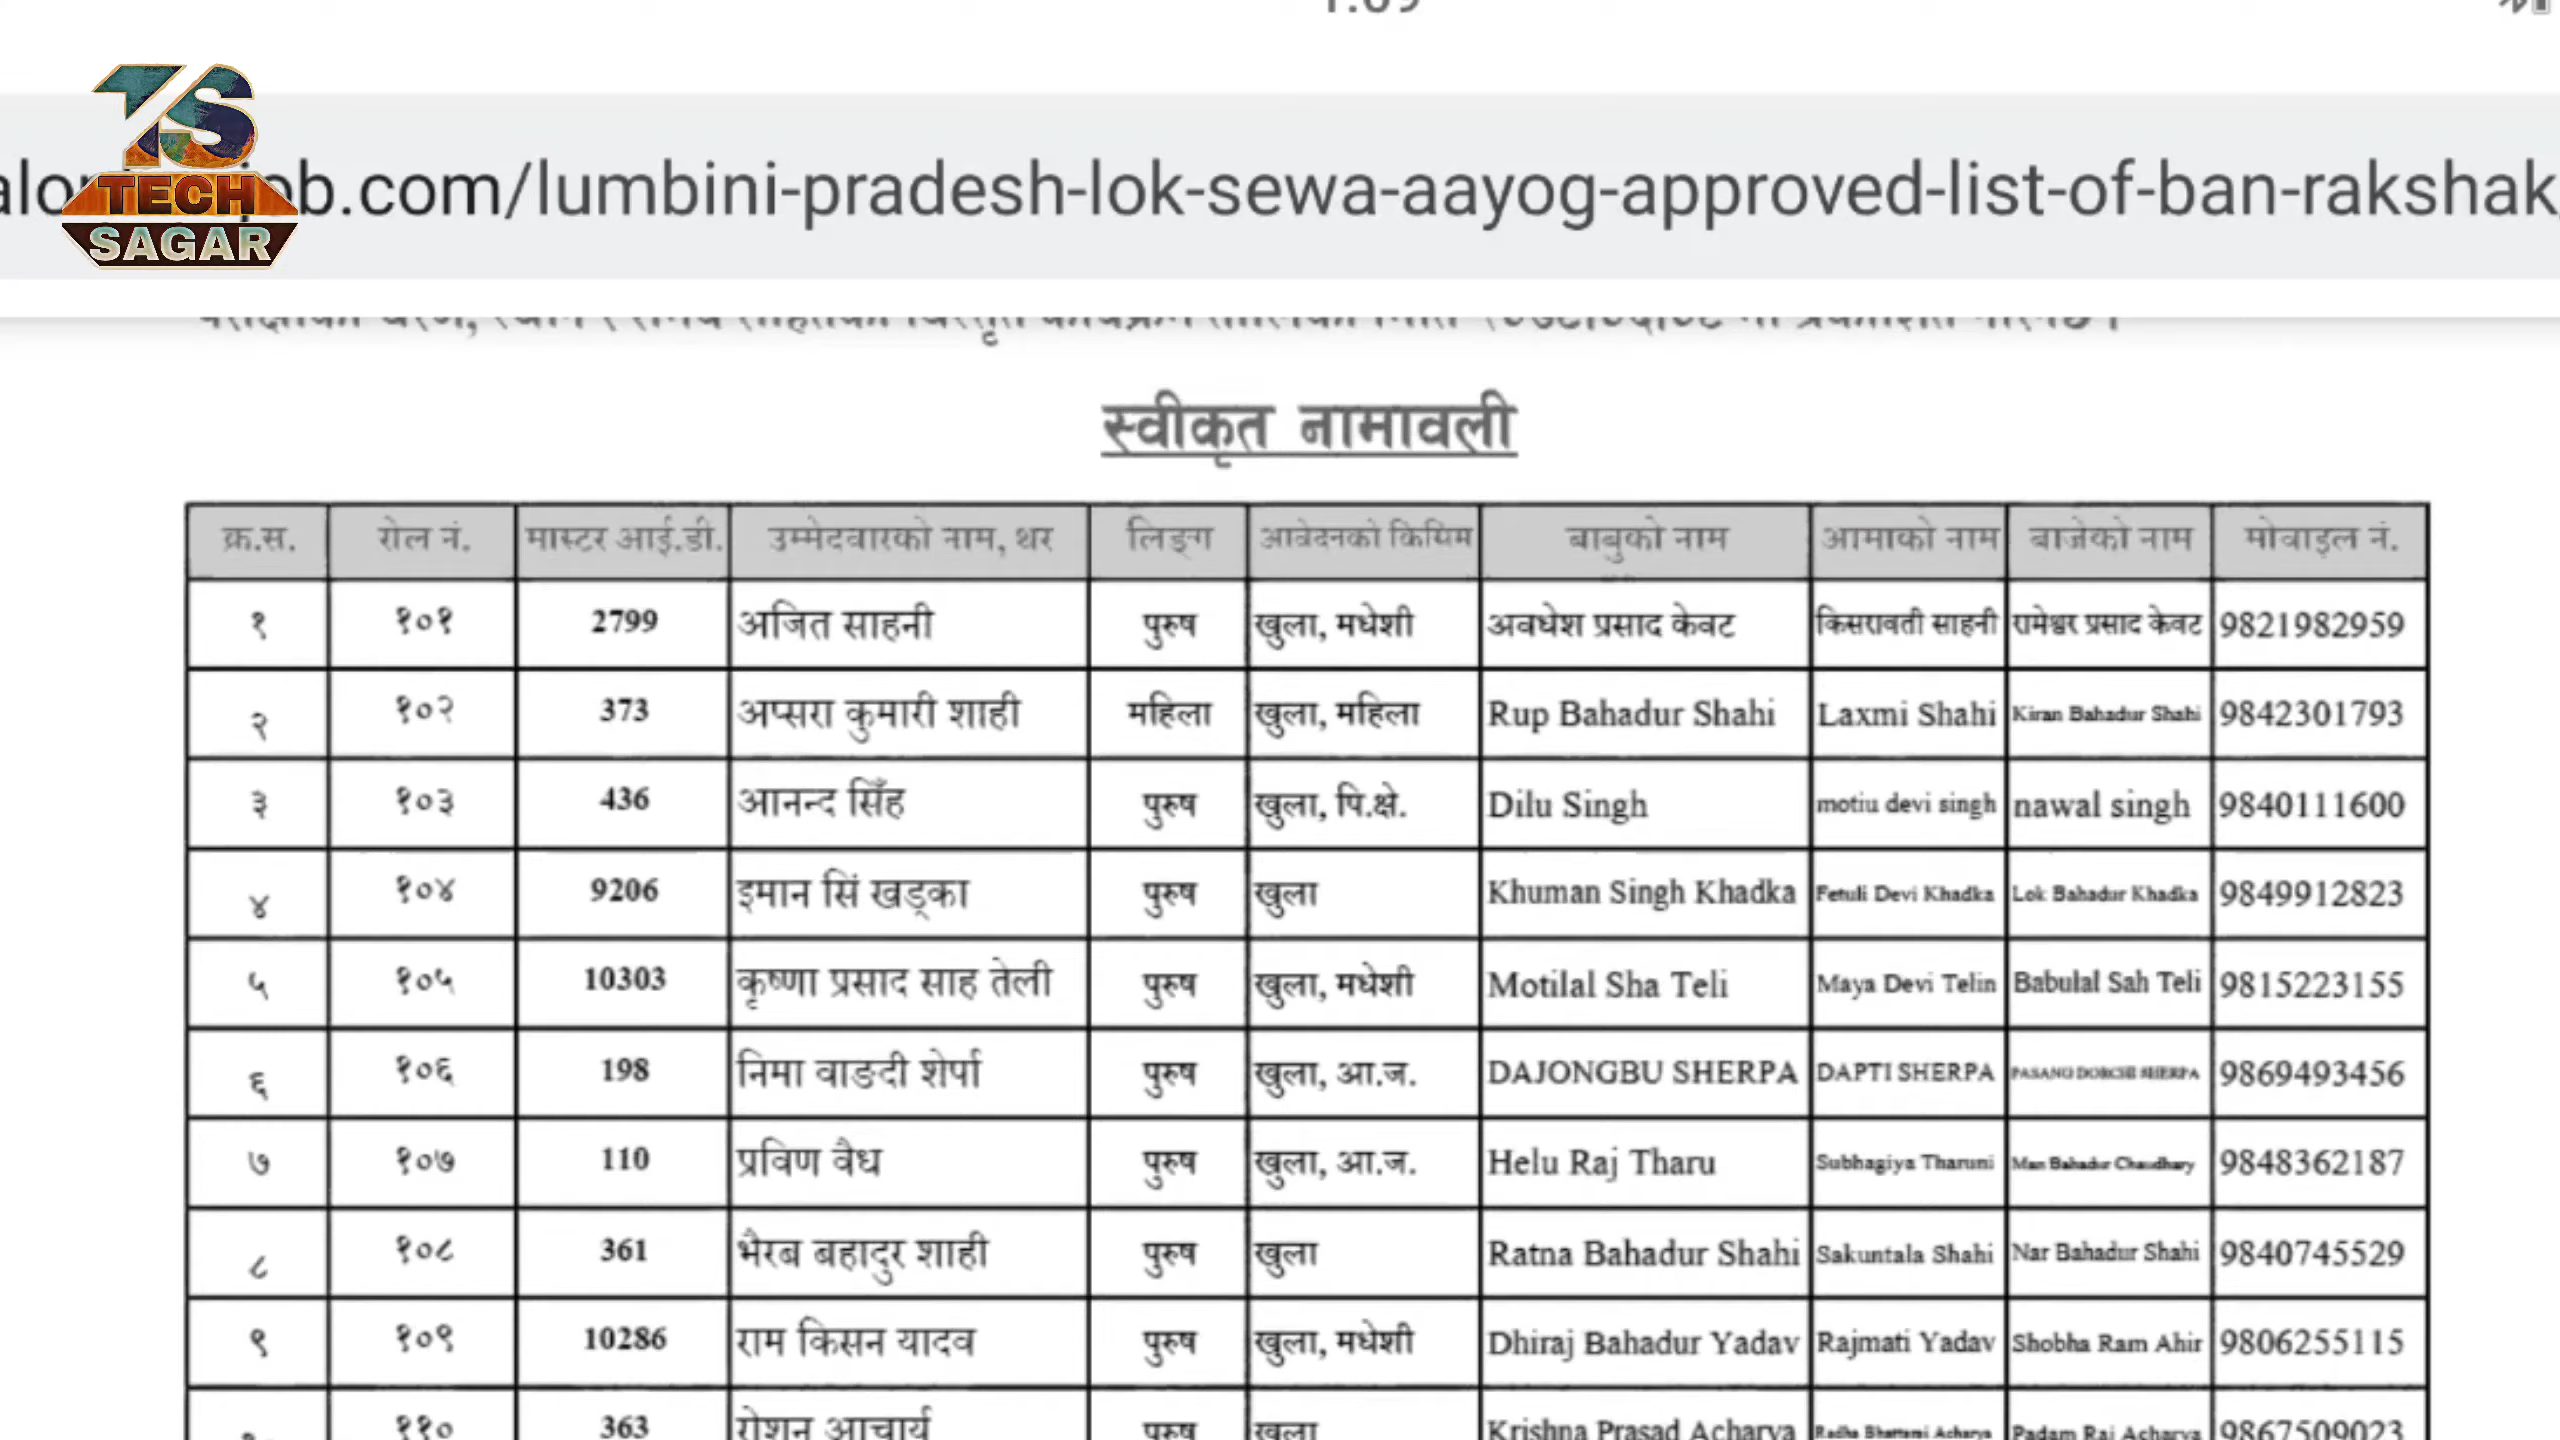 TECH
SAGAR
b.com/lumbini-pradesh-lok-sewa-aayog-approved-list-of-ban-rakshak
स्वीकृत नामावली
क्र.स. रोल नं. मास्टर आई.डी. उम्मेदवारको नाम, थर लिङ्ग आवेदनको किसिम बाबुको नाम आमाको नाम बाजेको नाम मोवाइल नं.
१ १०१ 2799 अजित साहनी पुरुष खुला, मधेशी अवधेश प्रसाद केवट किसरावती साहनी रामेश्वर प्रसाद केवट 9821982959
२ १०२ 373 अप्सरा कुमारी शाही महिला खुला, महिला Rup Bahadur Shahi Laxmi Shahi Kiran Bahadur Shahi 9842301793
३ १०३ 436 आनन्द सिँह पुरुष खुला, पि.क्षे. Dilu Singh motiu devi singh nawal singh 9840111600
४ १०४ 9206 इमान सिं खड्का पुरुष खुला Khuman Singh Khadka Fetuli Devi Khadka Lok Bahadur Khadka 9849912823
५ १०५ 10303 कृष्णा प्रसाद साह तेली पुरुष खुला, मधेशी Motilal Sha Teli Maya Devi Telin Babulal Sah Teli 9815223155
६ १०६ 198 निमा वाङदी शेर्पा पुरुष खुला, आ.ज. DAJONGBU SHERPA DAPTI SHERPA PASANG DORCHI SHERPA 9869493456
७ १०७ 110 प्रविण वैध पुरुष खुला, आ.ज. Helu Raj Tharu Subhagiya Tharuni Man Bahadur Chaudhary 9848362187
८ १०८ 361 भैरब बहादुर शाही पुरुष खुला Ratna Bahadur Shahi Sakuntala Shahi Nar Bahadur Shahi 9840745529
९ १०९ 10286 राम किसन यादव पुरुष खुला, मधेशी Dhiraj Bahadur Yadav Rajmati Yadav Shobha Ram Ahir 9806255115
११० 363 रोशन आचार्य पुरुष खुला Krishna Prasad Acharya Radha Bhattarai Acharya Padam Raj Acharya 9867509023